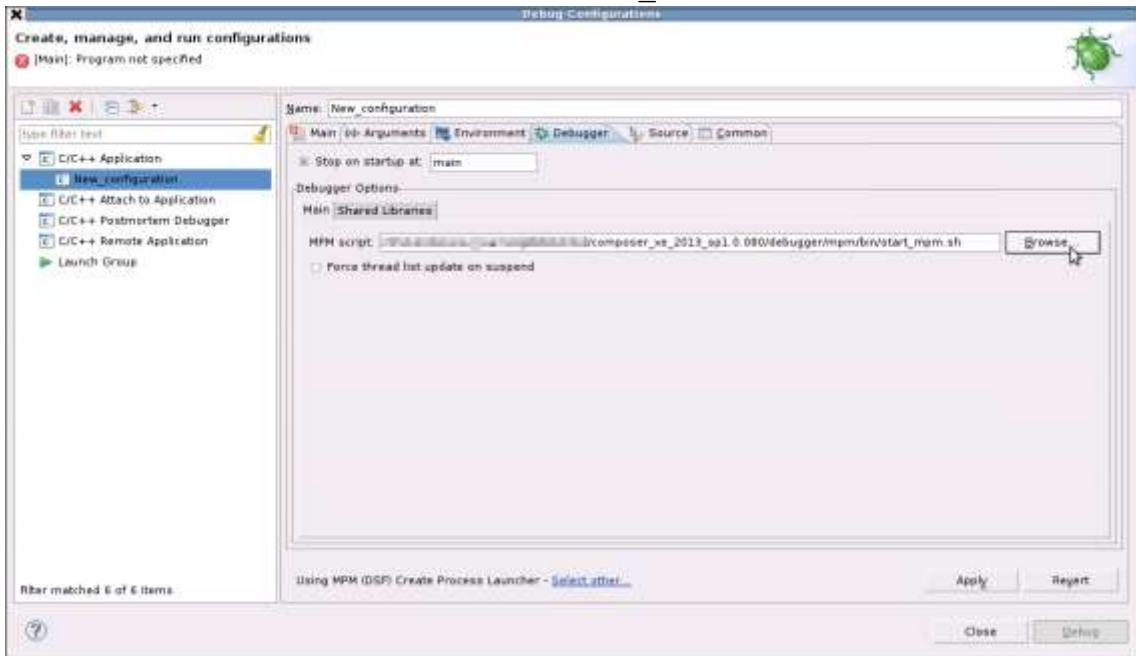 Debug Configurations
Create, manage, and run configurations
[Main]: Program not specified
Name: New_configuration
type filter text
Main Arguments Environment Debugger Source Common
C/C++ Application
New_configuration
C/C++ Attach to Application
C/C++ Postmortem Debugger
C/C++ Remote Application
Launch Group
Stop on startup at: main
Debugger Options
Main Shared Libraries
MPM script: /composer_xe_2013_sp1.0.080/debugger/mpm/bin/start_mpm.sh Browse...
Force thread list update on suspend
Filter matched 6 of 6 items
Using MPM (DSF) Create Process Launcher - Select other...
Apply Revert
Close Debug